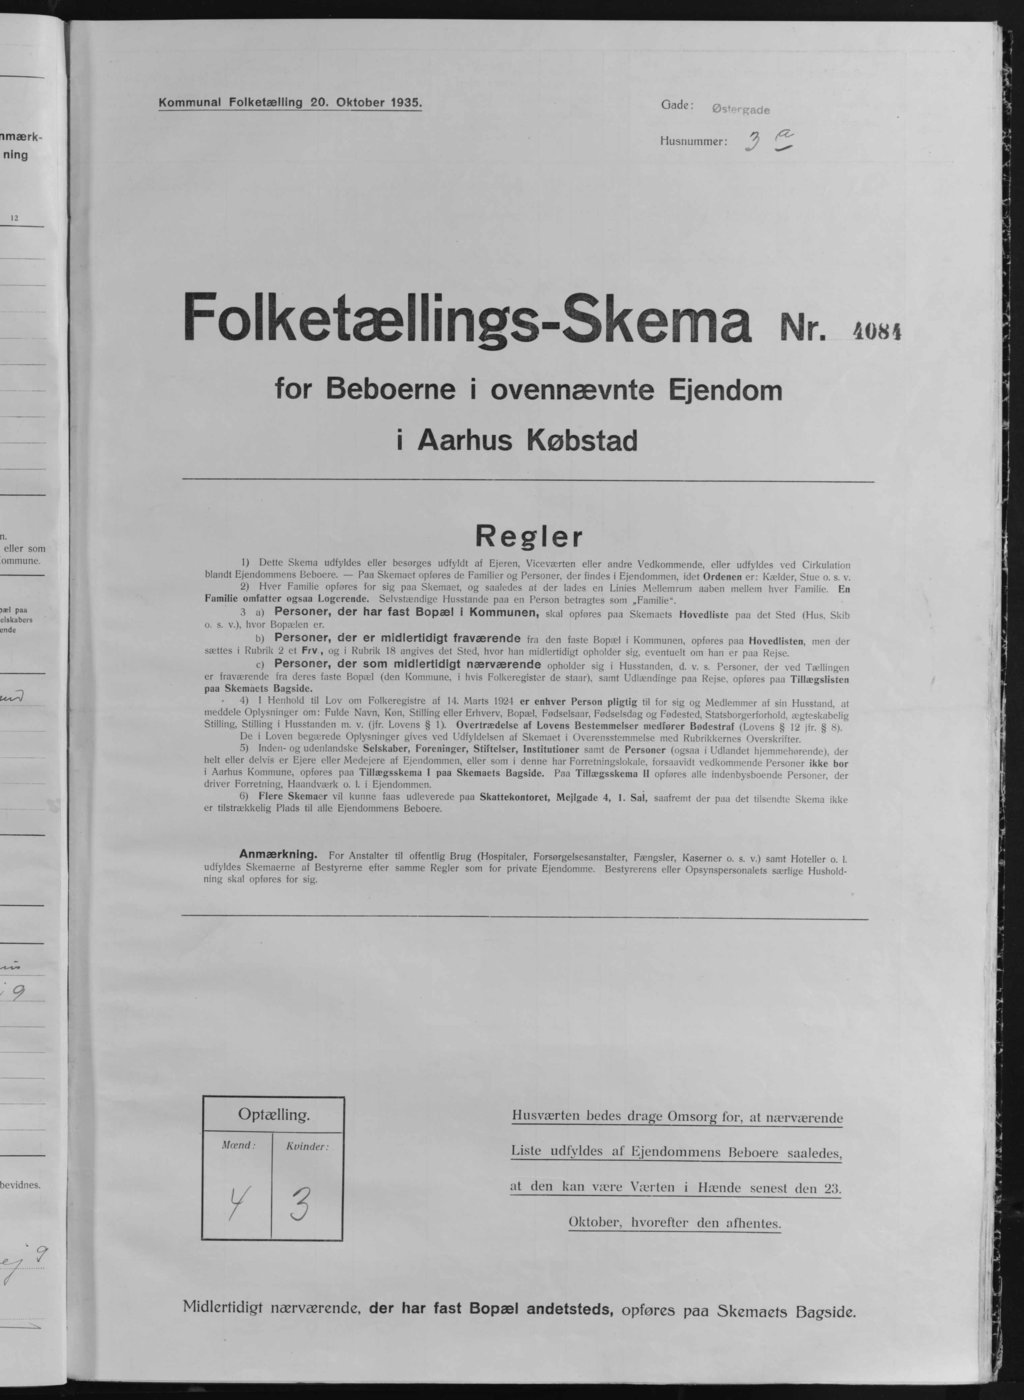 nmærk-
ning
12
n.
eller som
ommune.
pæl paa
elskabers
ende
9
bevidnes.
ej 9
Kommunal Folketælling 20. Oktober 1935.
Gade: Østergade
Husnummer: 3 a
Folketællings-Skema Nr. 4084
for Beboerne i ovennævnte Ejendom
i Aarhus Købstad
Regler
1) Dette Skema udfyldes eller besørges udfyldt af Ejeren, Viceværten eller andre Vedkommende, eller udfyldes ved Cirkulation
blandt Ejendommens Beboere. — Paa Skemaet opføres de Familier og Personer, der findes i Ejendommen, idet Ordenen er: Kælder, Stue o. s. v.
2) Hver Familie opføres for sig paa Skemaet, og saaledes at der lades en Linies Mellemrum aaben mellem hver Familie. En
Familie omfatter ogsaa Logerende. Selvstændige Husstande paa en Person betragtes som „Familie“.
3 a) Personer, der har fast Bopæl i Kommunen, skal opføres paa Skemaets Hovedliste paa det Sted (Hus, Skib
o. s. v.), hvor Bopælen er.
b) Personer, der er midlertidigt fraværende fra den faste Bopæl i Kommunen, opføres paa Hovedlisten, men der
sættes i Rubrik 2 et Frv., og i Rubrik 18 angives det Sted, hvor han midlertidigt opholder sig, eventuelt om han er paa Rejse.
c) Personer, der som midlertidigt nærværende opholder sig i Husstanden, d. v. s. Personer, der ved Tællingen
er fraværende fra deres faste Bopæl (den Kommune, i hvis Folkeregister de staar), samt Udlændinge paa Rejse, opføres paa Tillægslisten
paa Skemaets Bagside.
4) I Henhold til Lov om Folkeregistre af 14. Marts 1924 er enhver Person pligtig til for sig og Medlemmer af sin Husstand, at
meddele Oplysninger om: Fulde Navn, Køn, Stilling eller Erhverv, Bopæl, Fødselsaar, Fødselsdag og Fødested, Statsborgerforhold, ægteskabelig
Stilling, Stilling i Husstanden m. v. (jfr. Lovens § 1). Overtrædelse af Lovens Bestemmelser medfører Bødestraf (Lovens § 12 jfr. § 8).
De i Loven begærede Oplysninger gives ved Udfyldelsen af Skemaet i Overensstemmelse med Rubrikkernes Overskrifter.
5) Inden- og udenlandske Selskaber, Foreninger, Stiftelser, Institutioner samt de Personer (ogsaa i Udlandet hjemmehørende), der
helt eller delvis er Ejere eller Medejere af Ejendommen, eller som i denne har Forretningslokale, forsaavidt vedkommende Personer ikke bor
i Aarhus Kommune, opføres paa Tillægsskema I paa Skemaets Bagside. Paa Tillægsskema II opføres alle indenbysboende Personer, der
driver Forretning, Haandværk o. l. i Ejendommen.
6) Flere Skemaer vil kunne faas udleverede paa Skattekontoret, Mejlgade 4, 1. Sal, saafremt der paa det tilsendte Skema ikke
er tilstrækkelig Plads til alle Ejendommens Beboere.
Anmærkning. For Anstalter til offentlig Brug (Hospitaler, Forsørgelsesanstalter, Fængsler, Kaserner o. s. v.) samt Hoteller o. l.
udfyldes Skemaerne af Bestyrerne efter samme Regler som for private Ejendomme. Bestyrerens eller Opsynspersonalets særlige Hushold-
ning skal opføres for sig.
Optælling.
Mænd: Kvinder:
4 3
Husværten bedes drage Omsorg for, at nærværende
Liste udfyldes af Ejendommens Beboere saaledes,
at den kan være Værten i Hænde senest den 23.
Oktober, hvorefter den afhentes.
Midlertidigt nærværende, der har fast Bopæl andetsteds, opføres paa Skemaets Bagside.